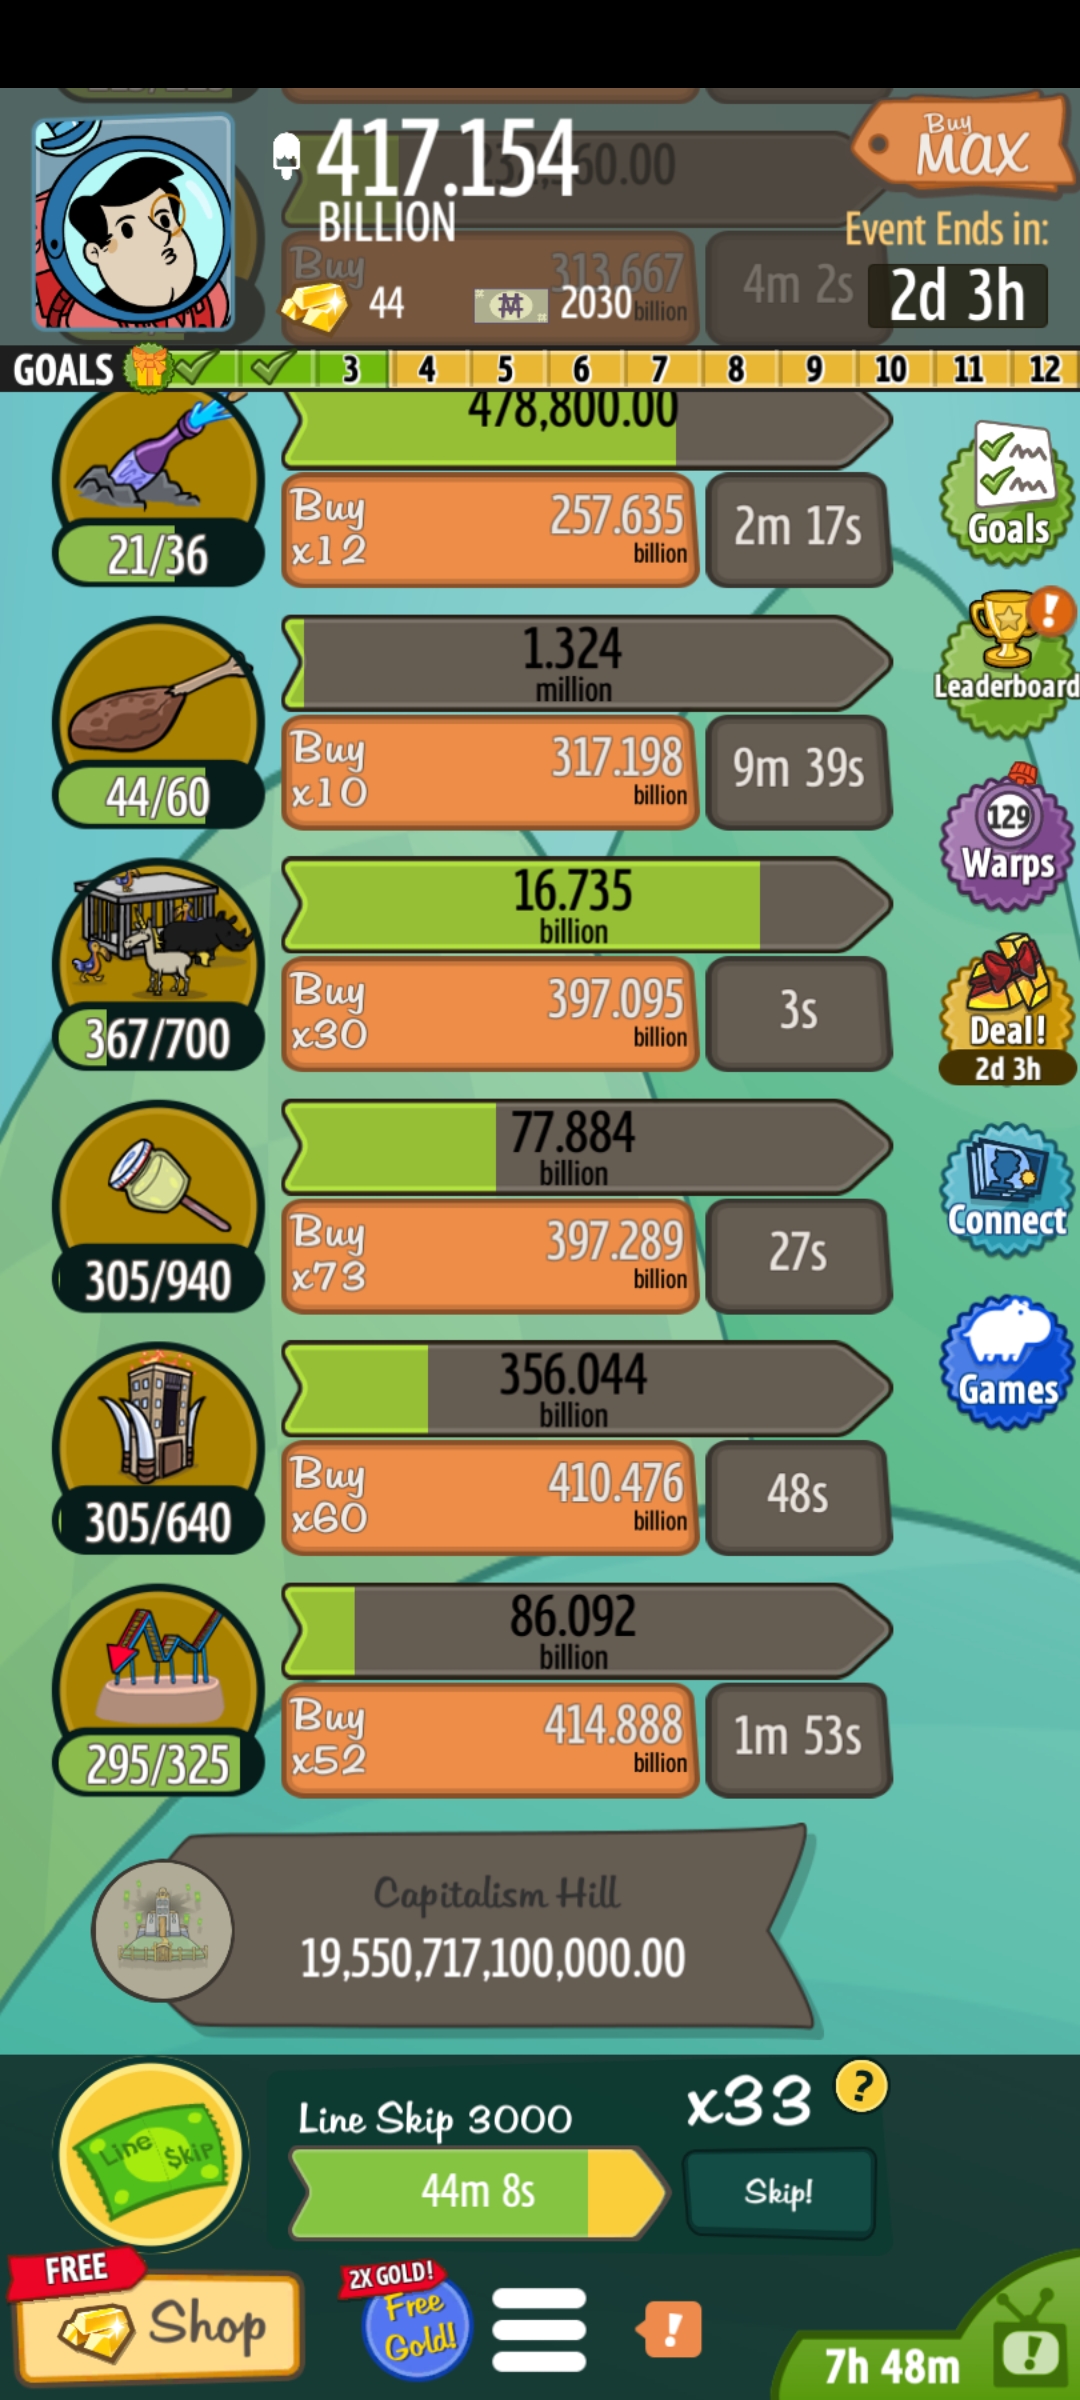 417.154
BILLION
Buy
MAX
Event Ends in:
2d 3h
Buy
313.667
billion
4m 2s
44
2030
GOALS 3 4 5 6 7 8 9 10 11 12
478,800.00
Buy
x12
257.635
billion
2m 17s
21/36
Goals
1.324
million
Leaderboard
Buy
x10
317.198
billion
9m 39s
44/60
129
Warps
16.735
billion
Buy
x30
397.095
billion
3s
367/700
Deal!
2d 3h
77.884
billion
Buy
x73
397.289
billion
27s
305/940
Connect
356.044
billion
Buy
x60
410.476
billion
48s
305/640
Games
86.092
billion
Buy
x52
414.888
billion
1m 53s
295/325
Capitalism Hill
19,550,717,100,000.00
Line Skip
Line Skip 3000
x33
?
44m 8s
Skip!
FREE
Shop
2X GOLD!
Free
Gold!
!
7h 48m
!